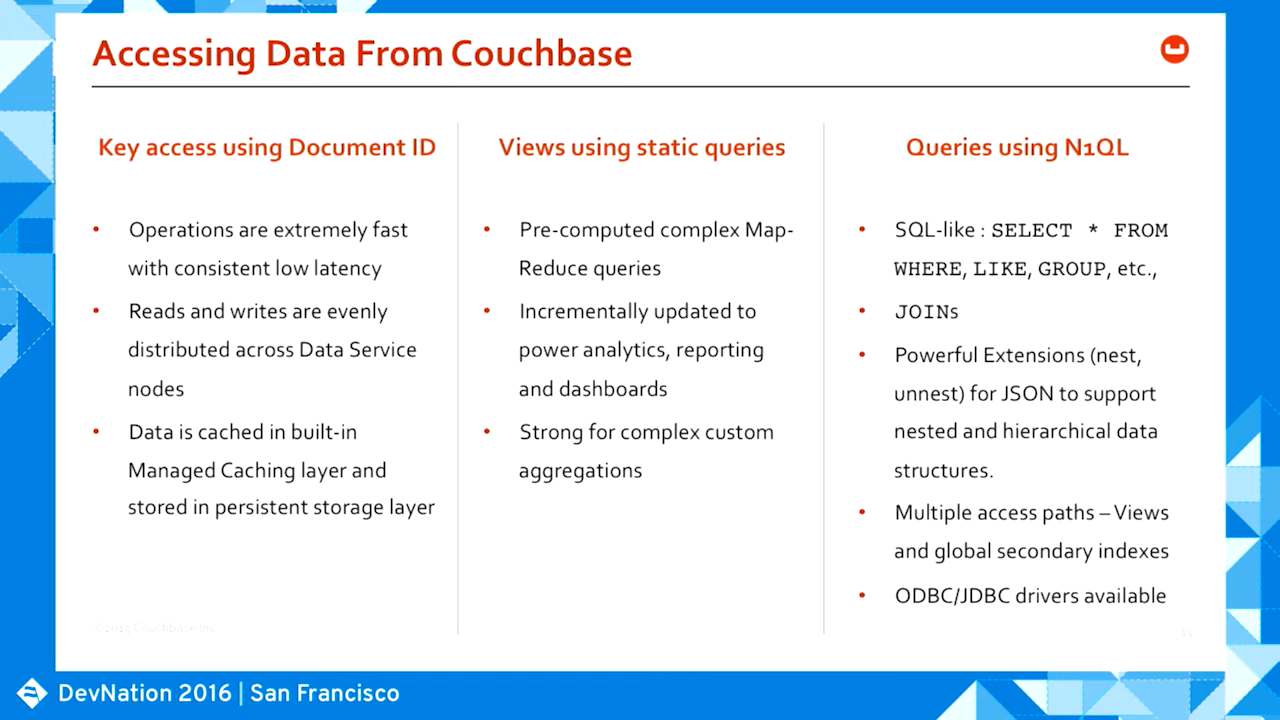 Accessing Data From Couchbase
Key access using Document ID
• Operations are extremely fast
with consistent low latency
• Reads and writes are evenly
distributed across Data Service
nodes
• Data is cached in built-in
Managed Caching layer and
stored in persistent storage layer
Views using static queries
• Pre-computed complex Map-
Reduce queries
• Incrementally updated to
power analytics, reporting
and dashboards
• Strong for complex custom
aggregations
Queries using N1QL
• SQL-like : SELECT * FROM
WHERE, LIKE, GROUP, etc.,
• JOINs
• Powerful Extensions (nest,
unnest) for JSON to support
nested and hierarchical data
structures.
• Multiple access paths – Views
and global secondary indexes
• ODBC/JDBC drivers available
Couchbase Inc.
DevNation 2016 | San Francisco